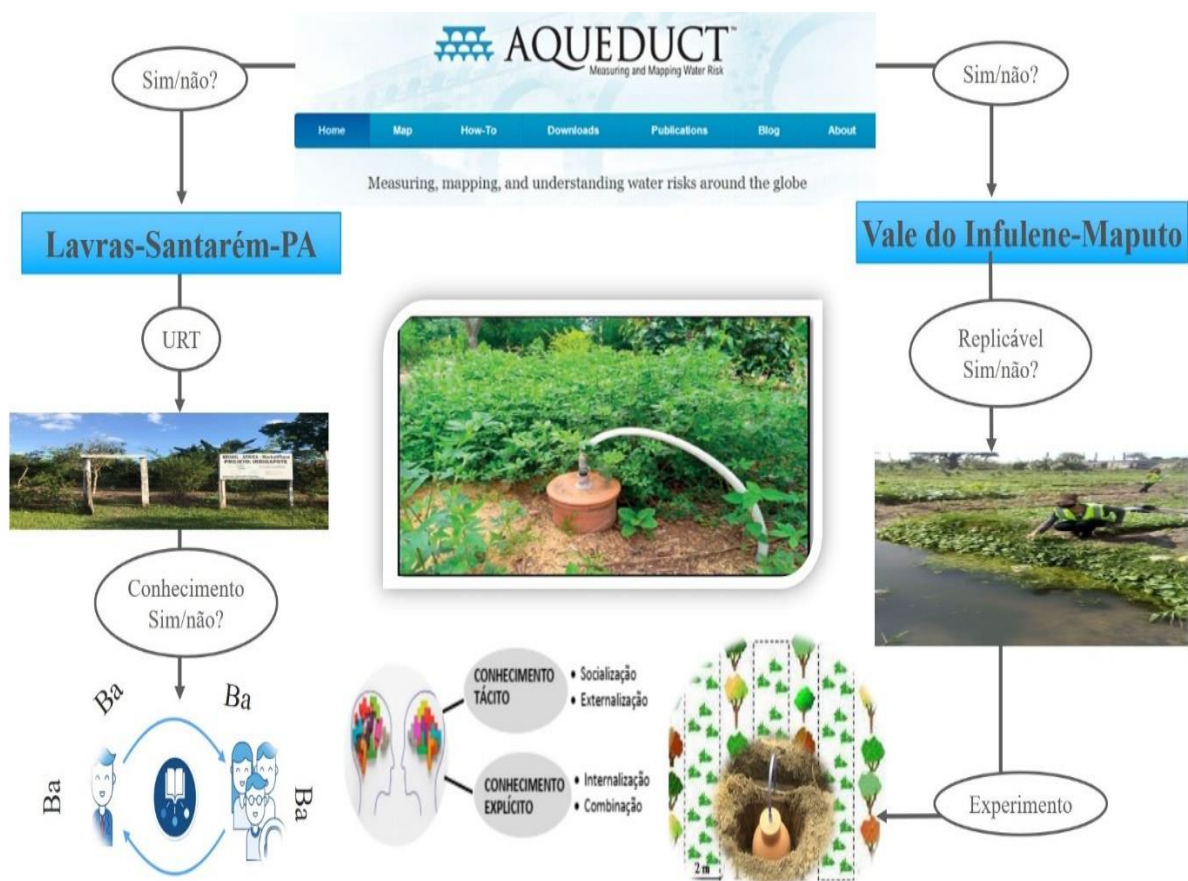 Sim/não?
AQUEDUCT™
Measuring and Mapping Water Risk
Sim/não?
Home Map How-To Downloads Publications Blog About
Measuring, mapping, and understanding water risks around the globe
Lavras-Santarém-PA
Vale do Infulene-Maputo
URT
Replicável
Sim/não?
Conhecimento
Sim/não?
Ba
Ba
Ba
Ba
CONHECIMENTO
TÁCITO
• Socialização
• Externalização
CONHECIMENTO
EXPLÍCITO
• Internalização
• Combinação
2 m
Experimento